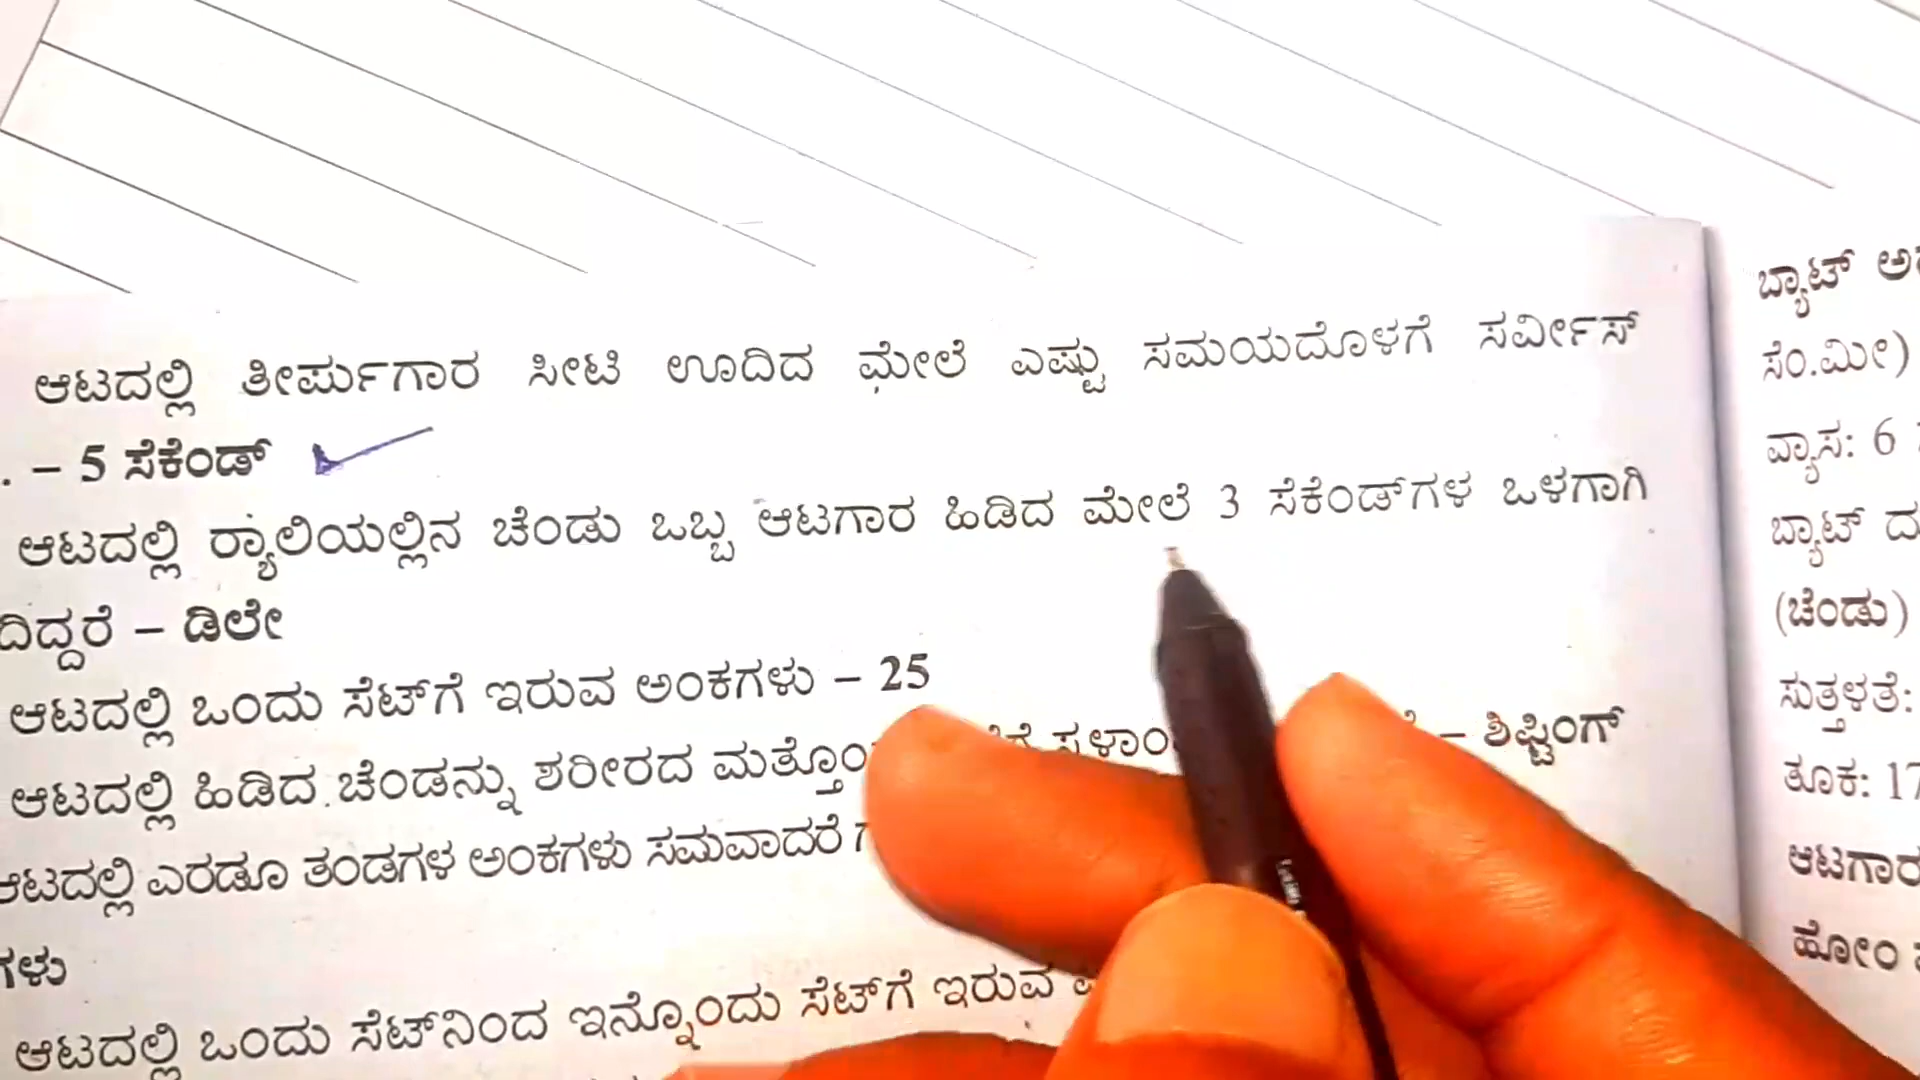 ಆಟದಲ್ಲಿ ತೀರ್ಪುಗಾರ ಸೀಟಿ ಊದಿದ ಮೇಲೆ ಎಷ್ಟು ಸಮಯದೊಳಗೆ ಸರ್ವೀಸ್
. – 5 ಸೆಕೆಂಡ್
ಆಟದಲ್ಲಿ ರ‍್ಯಾಲಿಯಲ್ಲಿನ ಚೆಂಡು ಒಬ್ಬ ಆಟಗಾರ ಹಿಡಿದ ಮೇಲೆ 3 ಸೆಕೆಂಡ್‌ಗಳ ಒಳಗಾಗಿ
ದಿದ್ದರೆ – ಡಿಲೇ
ಆಟದಲ್ಲಿ ಒಂದು ಸೆಟ್‌ಗೆ ಇರುವ ಅಂಕಗಳು – 25
ಆಟದಲ್ಲಿ ಹಿಡಿದ ಚೆಂಡನ್ನು ಶರೀರದ – ಶಿಫ್ಟಿಂಗ್
ಆಟದಲ್ಲಿ ಎರಡೂ ತಂಡಗಳ ಅಂಕಗಳು ಸಮವಾದರೆ
ಗಳು
ಆಟದಲ್ಲಿ ಒಂದು ಸೆಟ್‌ನಿಂದ ಇನ್ನೊಂದು ಸೆಟ್‌ಗೆ ಇರುವ
ಬ್ಯಾಟ್
ಸೆಂ.ಮೀ)
ವ್ಯಾಸ: 6
ಬ್ಯಾಟ್
(ಚೆಂಡು)
ಸುತ್ತಳತೆ:
ತೂಕ: 17
ಆಟಗಾರ
ಹೋಂ